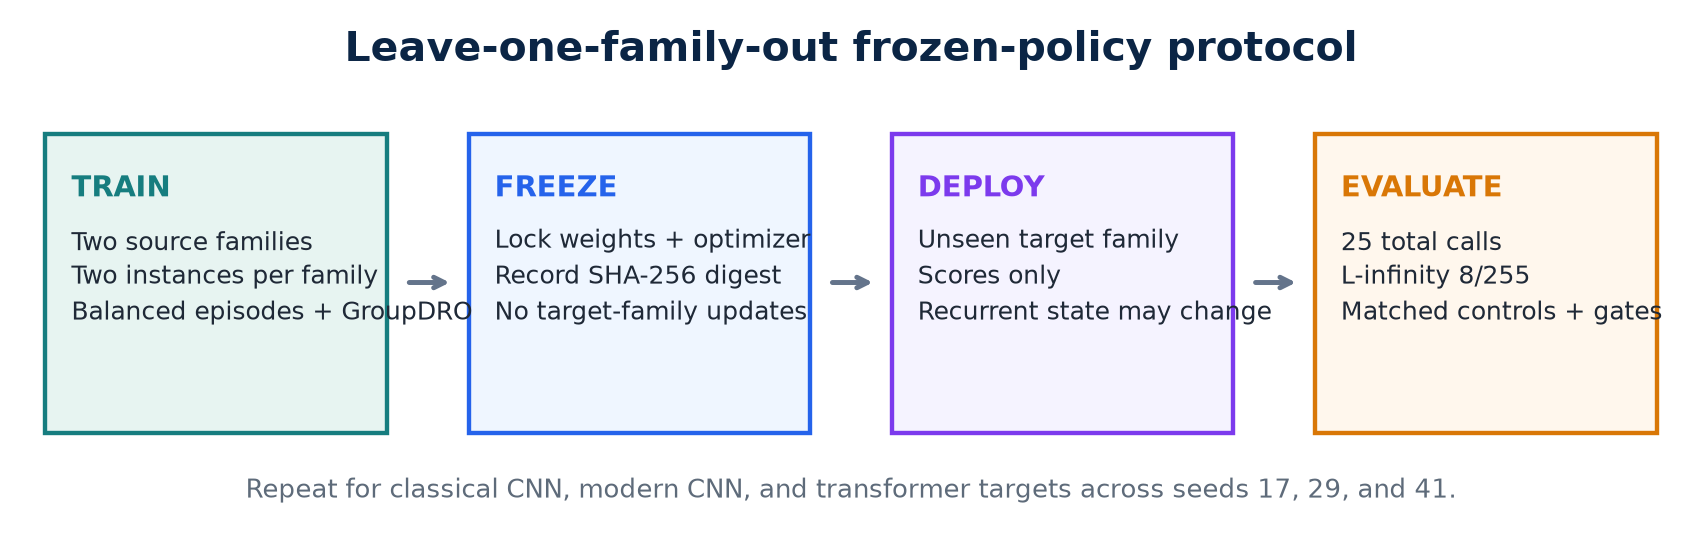 Leave-one-family-out frozen-policy protocol
TRAIN
Two source families
Two instances per family
Balanced episodes + GroupDRO
FREEZE
Lock weights + optimizer
Record SHA-256 digest
No target-family updates
DEPLOY
Unseen target family
Scores only
Recurrent state may change
EVALUATE
25 total calls
L-infinity 8/255
Matched controls + gates
Repeat for classical CNN, modern CNN, and transformer targets across seeds 17, 29, and 41.